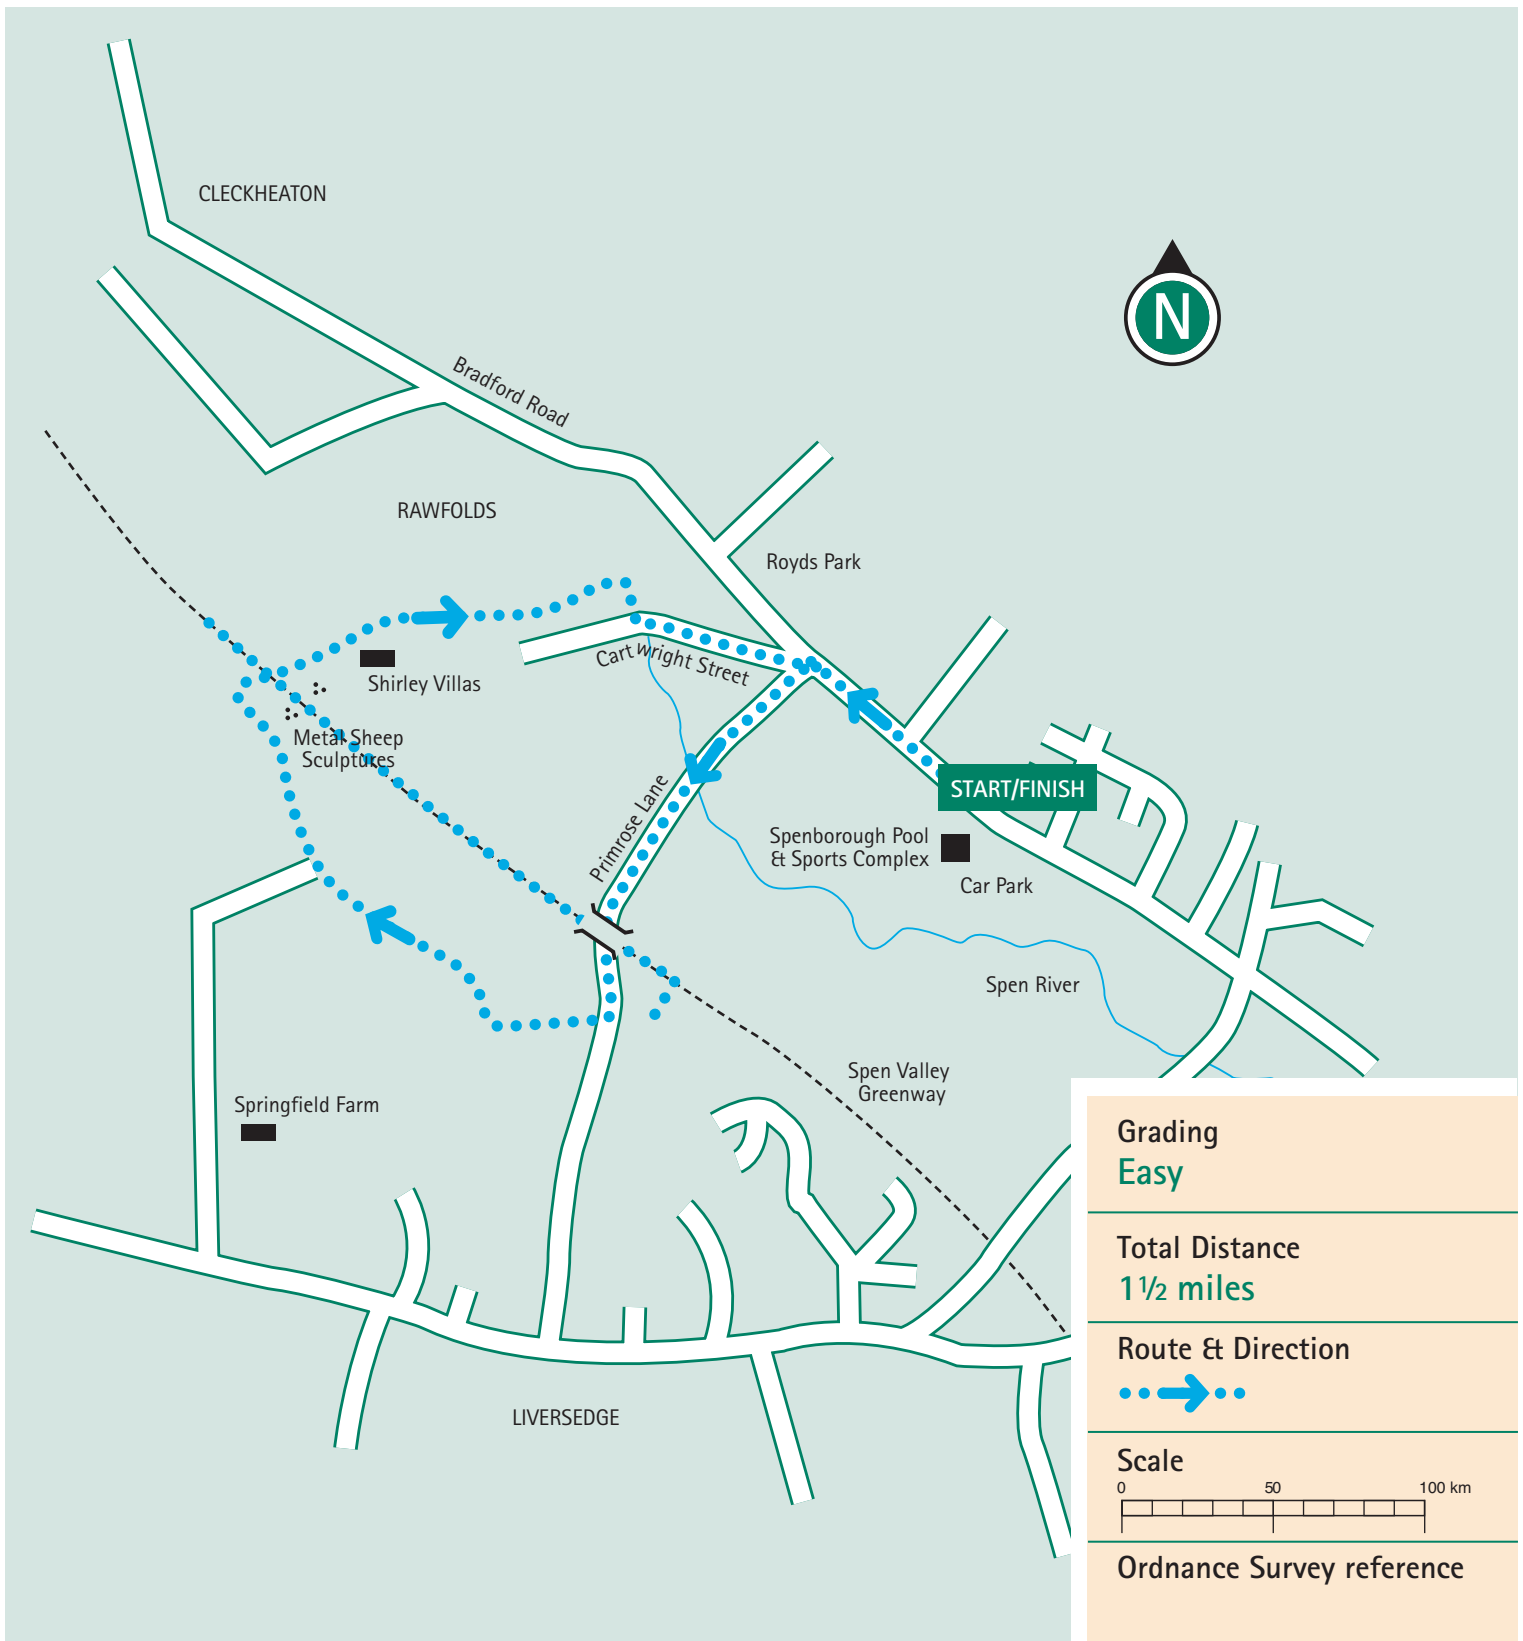 CLECKHEATON
N
Bradford Road
RAWFOLDS
Royds Park
Cartwright Street
Shirley Villas
Metal Sheep
Sculptures
Primrose Lane
START/FINISH
Spenborough Pool
& Sports Complex
Car Park
Spen River
Spen Valley
Greenway
Springfield Farm
LIVERSEDGE
Grading
Easy
Total Distance
1½ miles
Route & Direction
Scale
0 50 100 km
Ordnance Survey reference